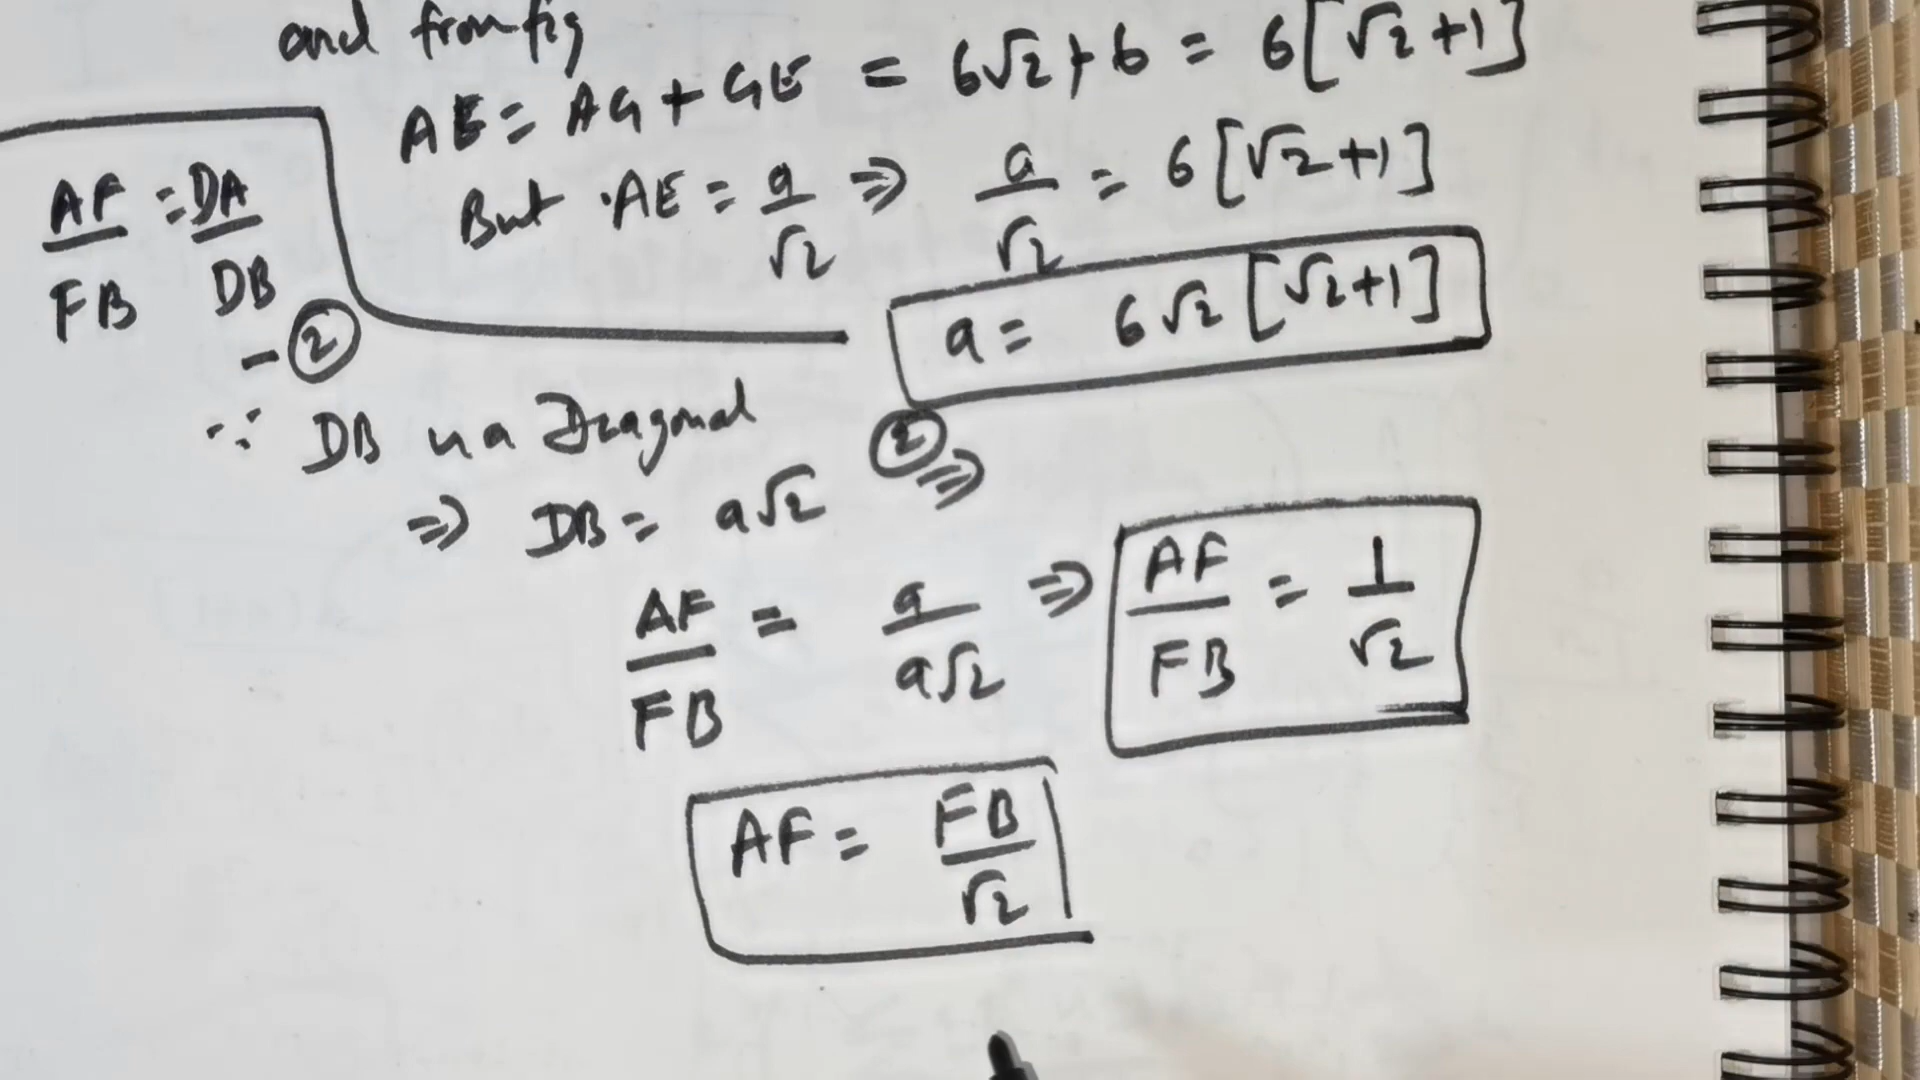 and from fig
AE = AG + GE = 6√2 + 6 = 6[√2 + 1]
But AE = a/√2 ⇒ a/√2 = 6[√2 + 1]
AF/FB = DA/DB - ②
a = 6√2 [√2 + 1]
∵ DB is a Diagonal
⇒ DB = a√2
② ⇒
AF/FB = a/a√2 ⇒ AF/FB = 1/√2
AF = FB/√2